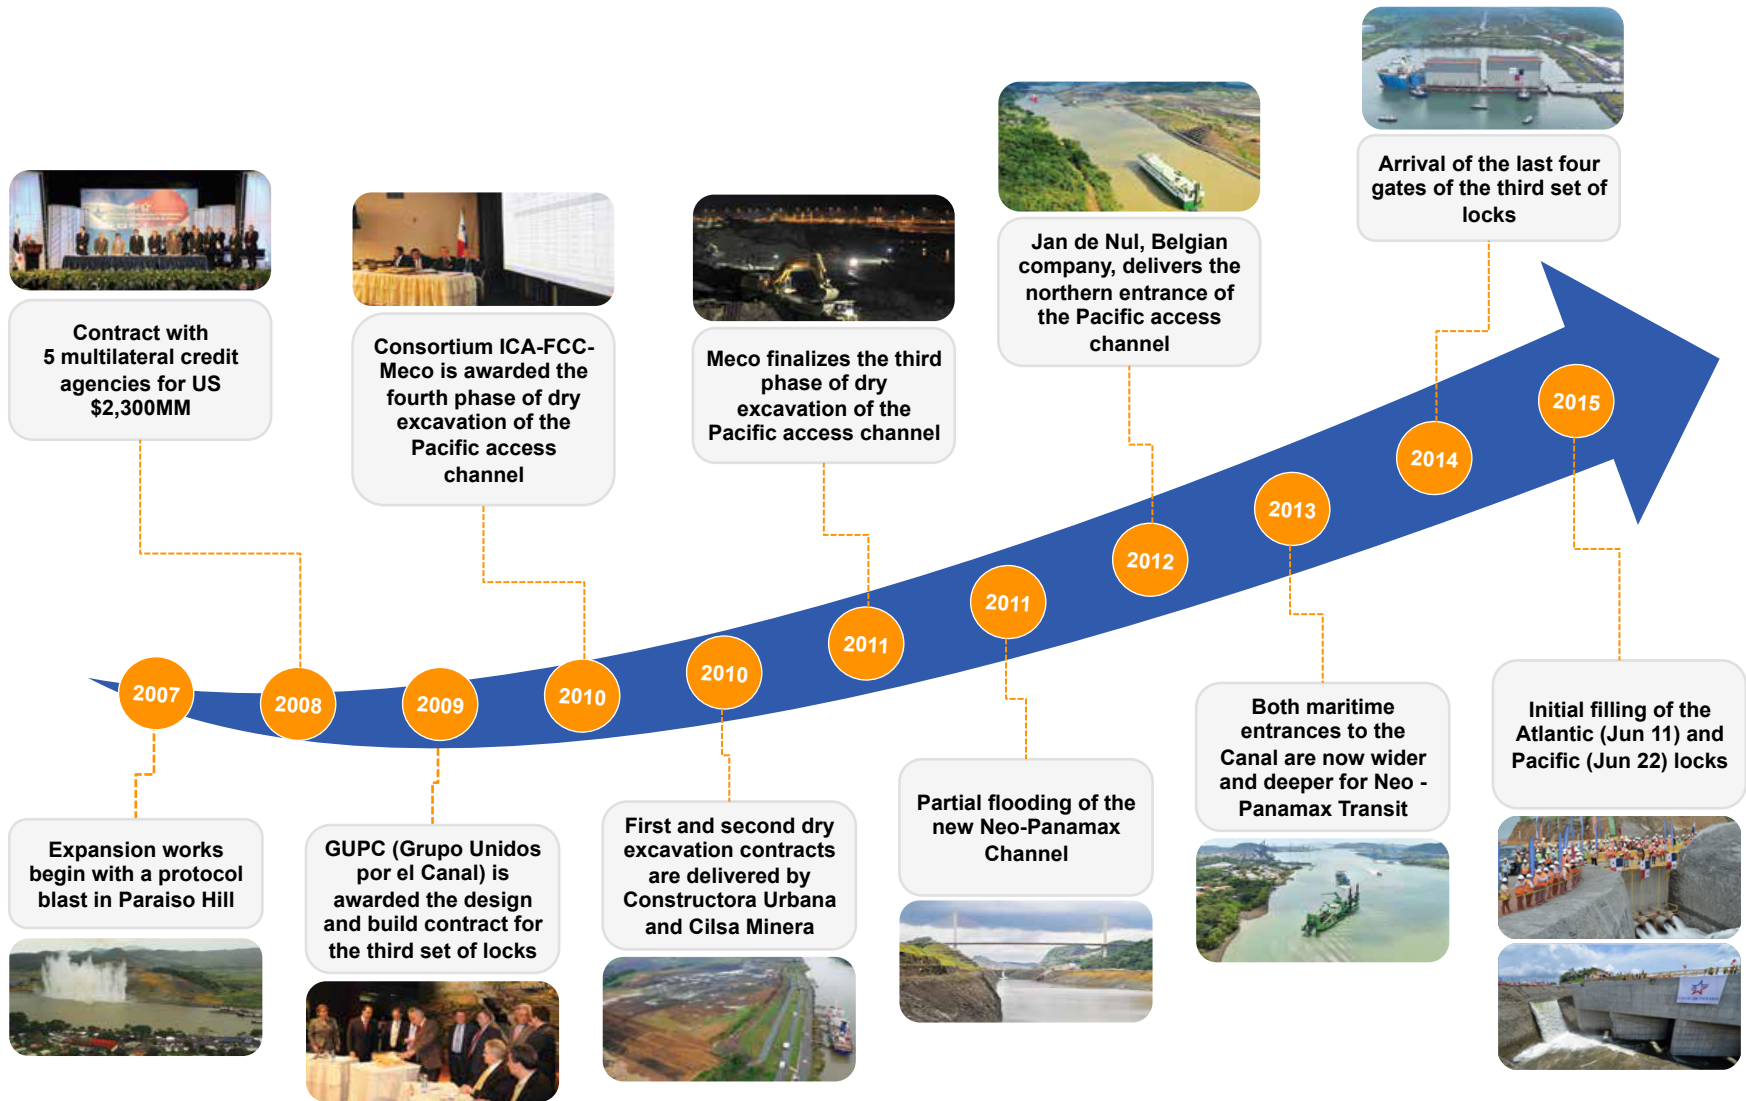 Contract with
5 multilateral credit
agencies for US
$2,300MM
Consortium ICA-FCC-
Meco is awarded the
fourth phase of dry
excavation of the
Pacific access
channel
Meco finalizes the third
phase of dry
excavation of the
Pacific access channel
Jan de Nul, Belgian
company, delivers the
northern entrance of
the Pacific access
channel
Arrival of the last four
gates of the third set of
locks
2007
2008
2009
2010
2010
2011
2011
2012
2013
2014
2015
Expansion works
begin with a protocol
blast in Paraiso Hill
GUPC (Grupo Unidos
por el Canal) is
awarded the design
and build contract for
the third set of locks
First and second dry
excavation contracts
are delivered by
Constructora Urbana
and Cilsa Minera
Partial flooding of the
new Neo-Panamax
Channel
Both maritime
entrances to the
Canal are now wider
and deeper for Neo -
Panamax Transit
Initial filling of the
Atlantic (Jun 11) and
Pacific (Jun 22) locks